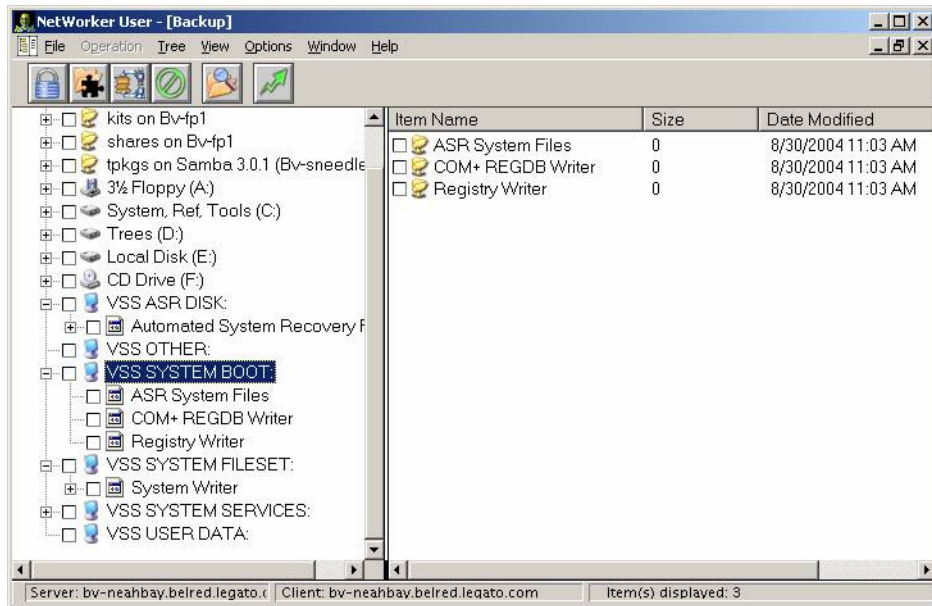 NetWorker User - [Backup]
File Operation Tree View Options Window Help
kits on Bv-fp1
shares on Bv-fp1
tpkgs on Samba 3.0.1 (Bv-sneedle
3½ Floppy (A:)
System, Ref, Tools (C:)
Trees (D:)
Local Disk (E:)
CD Drive (F:)
VSS ASR DISK:
Automated System Recovery F
VSS OTHER:
VSS SYSTEM BOOT:
ASR System Files
COM+ REGDB Writer
Registry Writer
VSS SYSTEM FILESET:
System Writer
VSS SYSTEM SERVICES:
VSS USER DATA:
Item Name Size Date Modified
ASR System Files 0 8/30/2004 11:03 AM
COM+ REGDB Writer 0 8/30/2004 11:03 AM
Registry Writer 0 8/30/2004 11:03 AM
Server: bv-neahbay.belred.legato.c Client: bv-neahbay.belred.legato.com Item(s) displayed: 3